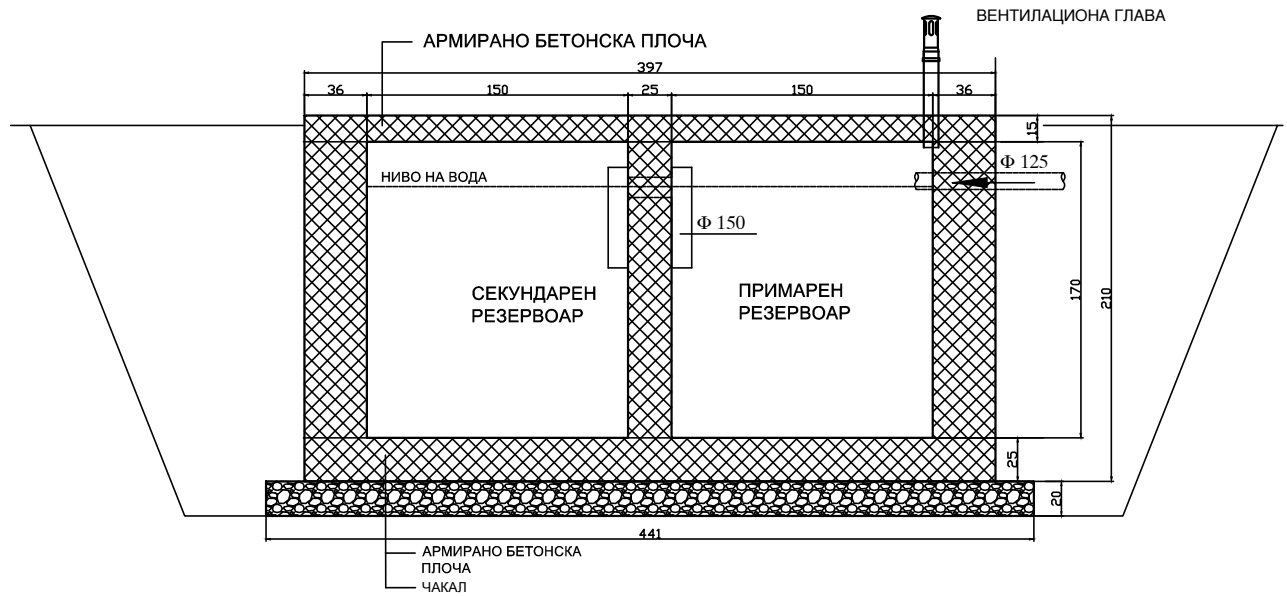 ВЕНТИЛАЦИОНА ГЛАВА
АРМИРАНО БЕТОНСКА ПЛОЧА
397
36
150
25
150
36
15
Ф 125
НИВО НА ВОДА
Ф 150
СЕКУНДАРЕН
РЕЗЕРВОАР
ПРИМАРЕН
РЕЗЕРВОАР
170
210
25
20
441
АРМИРАНО БЕТОНСКА
ПЛОЧА
ЧАКАЛ